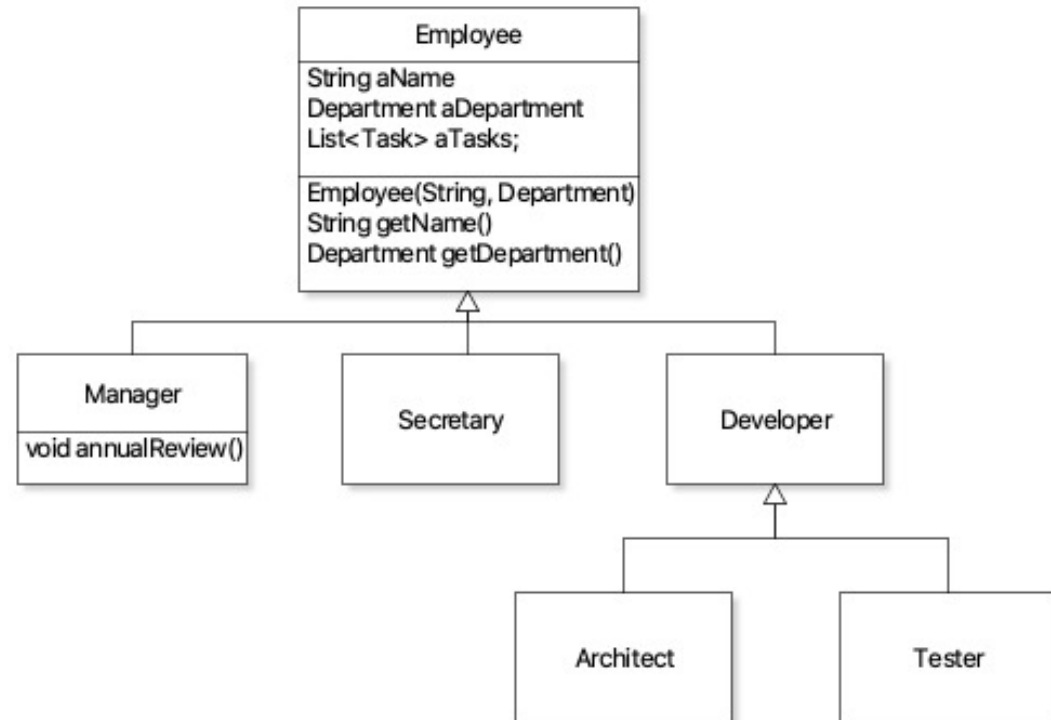 Employee
String aName
Department aDepartment
List<Task> aTasks;
Employee(String, Department)
String getName()
Department getDepartment()
Manager
void annualReview()
Secretary
Developer
Architect
Tester